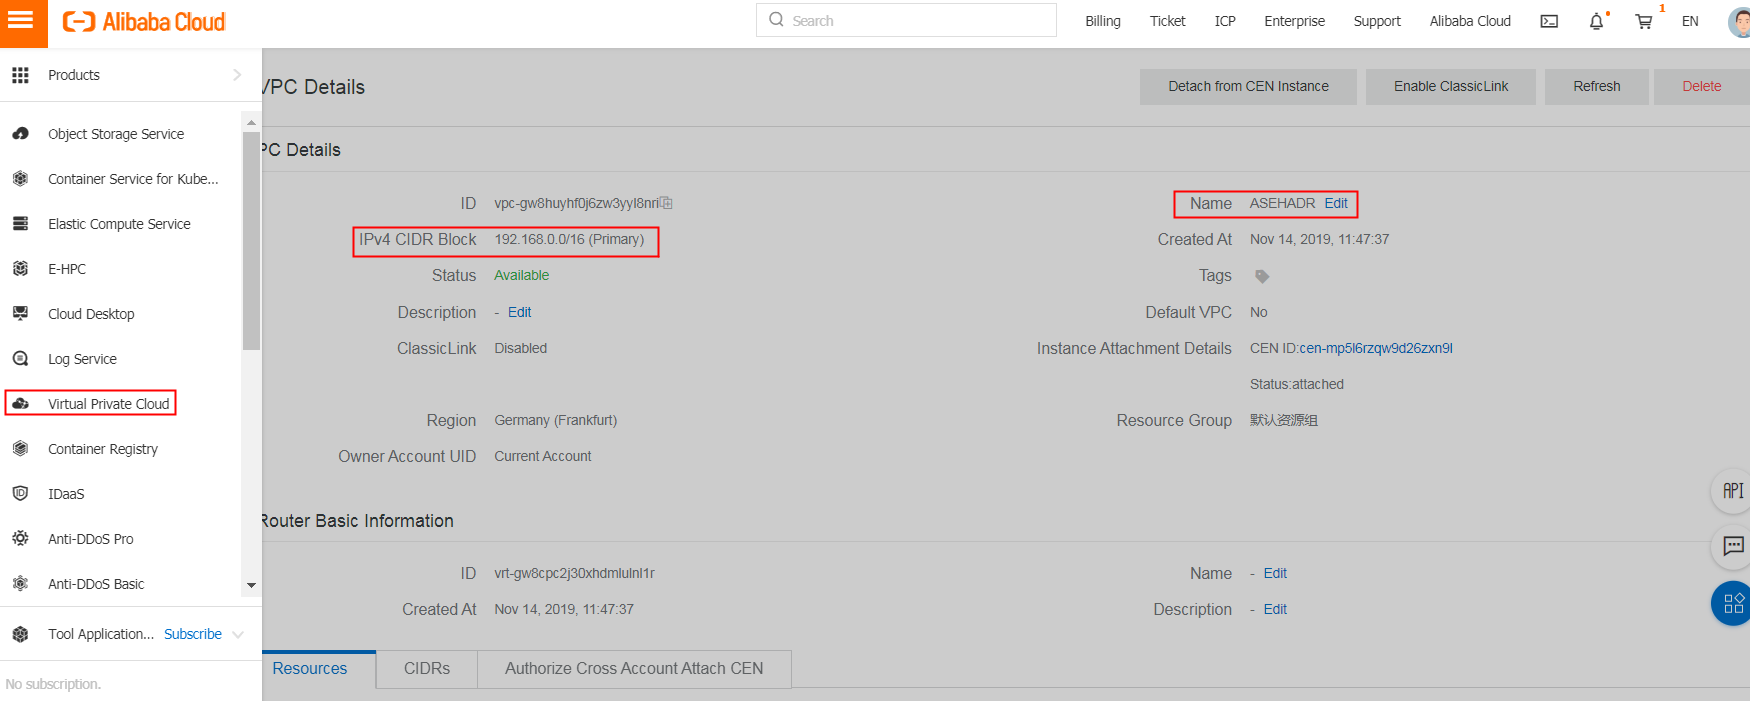 Alibaba Cloud
Search
Billing
Ticket
ICP
Enterprise
Support
Alibaba Cloud
1
EN
Products
Object Storage Service
Container Service for Kube...
Elastic Compute Service
E-HPC
Cloud Desktop
Log Service
Virtual Private Cloud
Container Registry
IDaaS
Anti-DDoS Pro
Anti-DDoS Basic
Tool Application... Subscribe
No subscription.
VPC Details
Detach from CEN Instance
Enable ClassicLink
Refresh
Delete
PC Details
ID vpc-gw8huyhf0j6zw3yyl8nri
Name ASEHADR Edit
IPv4 CIDR Block 192.168.0.0/16 (Primary)
Created At Nov 14, 2019, 11:47:37
Status Available
Tags
Description - Edit
Default VPC No
ClassicLink Disabled
Instance Attachment Details CEN ID:cen-mp5l6rzqw9d26zxn9l
Status:attached
Region Germany (Frankfurt)
Resource Group 默认资源组
Owner Account UID Current Account
API
Router Basic Information
ID vrt-gw8cpc2j30xhdmlulnl1r
Name - Edit
Created At Nov 14, 2019, 11:47:37
Description - Edit
Resources
CIDRs
Authorize Cross Account Attach CEN